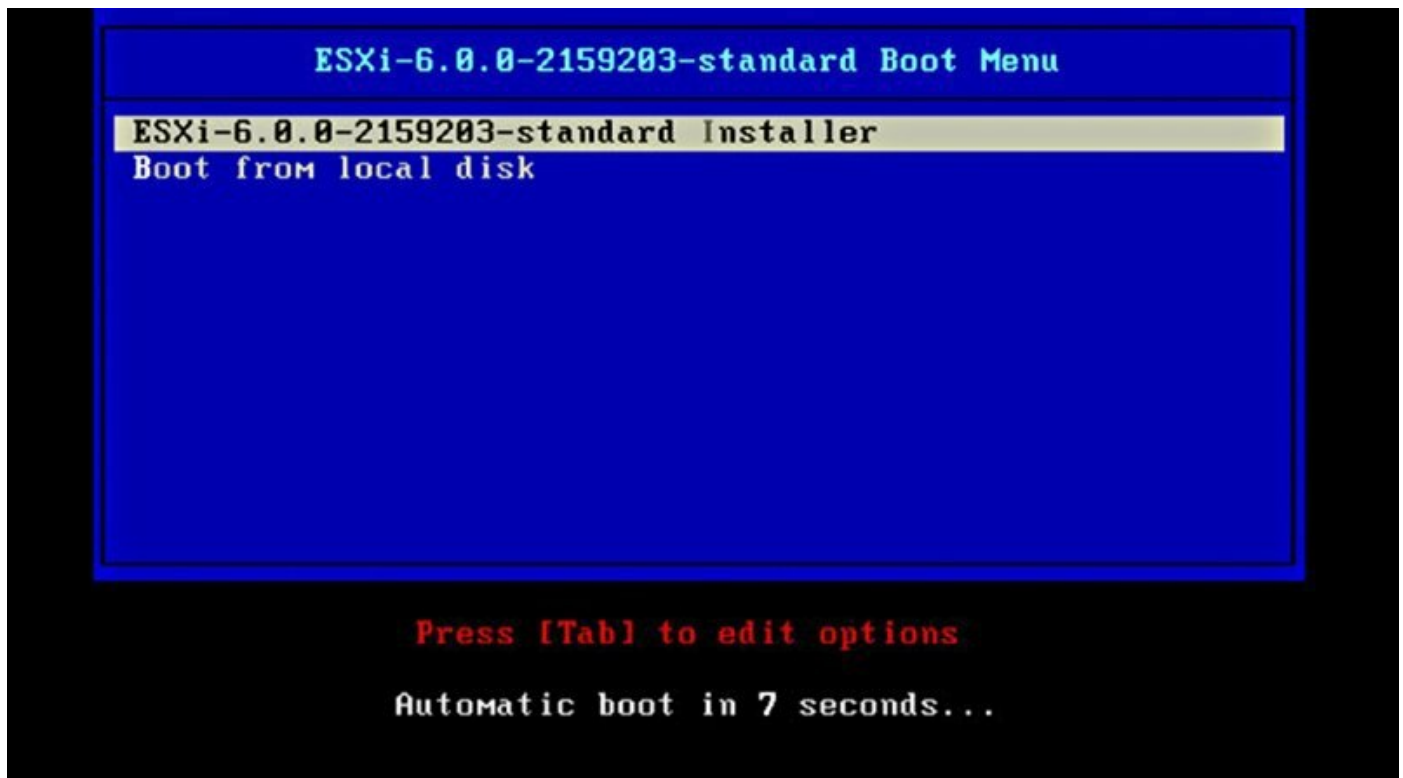 ESXi-6.0.0-2159203-standard Boot Menu
ESXi-6.0.0-2159203-standard Installer
Boot from local disk
Press [Tab] to edit options
Automatic boot in 7 seconds...